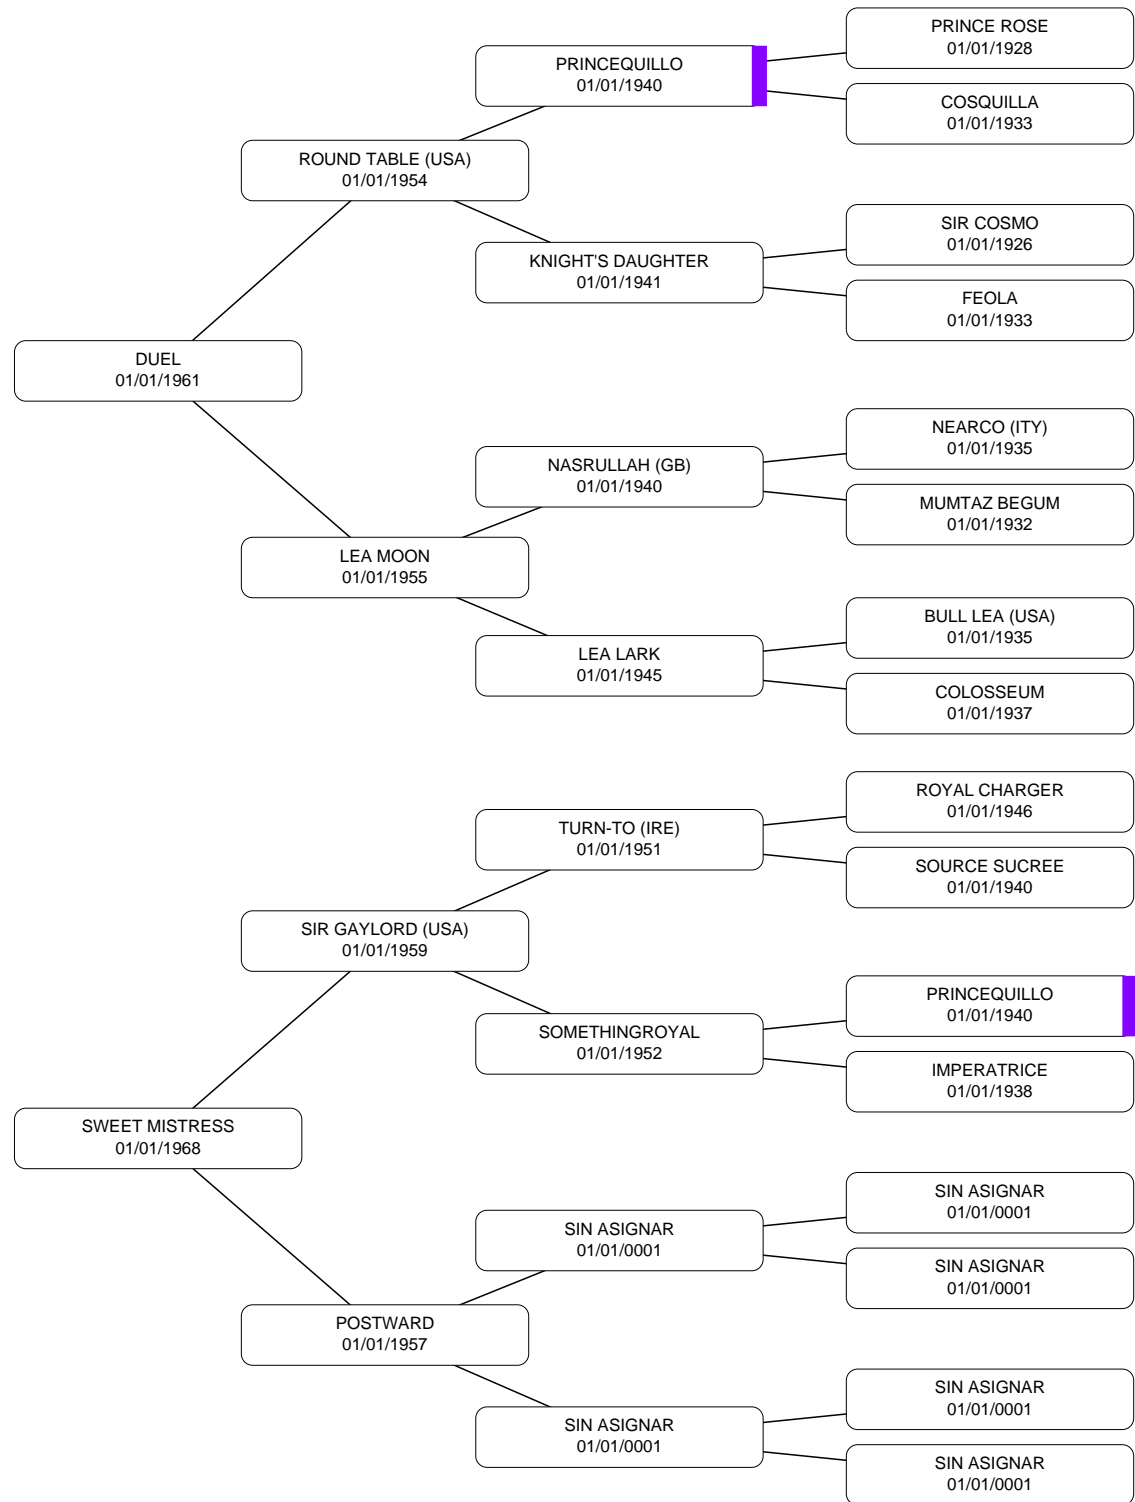 PRINCE ROSE
01/01/1928
PRINCEQUILLO
01/01/1940
COSQUILLA
01/01/1933
ROUND TABLE (USA)
01/01/1954
SIR COSMO
01/01/1926
KNIGHT'S DAUGHTER
01/01/1941
FEOLA
01/01/1933
DUEL
01/01/1961
NEARCO (ITY)
01/01/1935
NASRULLAH (GB)
01/01/1940
MUMTAZ BEGUM
01/01/1932
LEA MOON
01/01/1955
BULL LEA (USA)
01/01/1935
LEA LARK
01/01/1945
COLOSSEUM
01/01/1937
ROYAL CHARGER
01/01/1946
TURN-TO (IRE)
01/01/1951
SOURCE SUCREE
01/01/1940
SIR GAYLORD (USA)
01/01/1959
PRINCEQUILLO
01/01/1940
SOMETHINGROYAL
01/01/1952
IMPERATRICE
01/01/1938
SWEET MISTRESS
01/01/1968
SIN ASIGNAR
01/01/0001
SIN ASIGNAR
01/01/0001
SIN ASIGNAR
01/01/0001
POSTWARD
01/01/1957
SIN ASIGNAR
01/01/0001
SIN ASIGNAR
01/01/0001
SIN ASIGNAR
01/01/0001